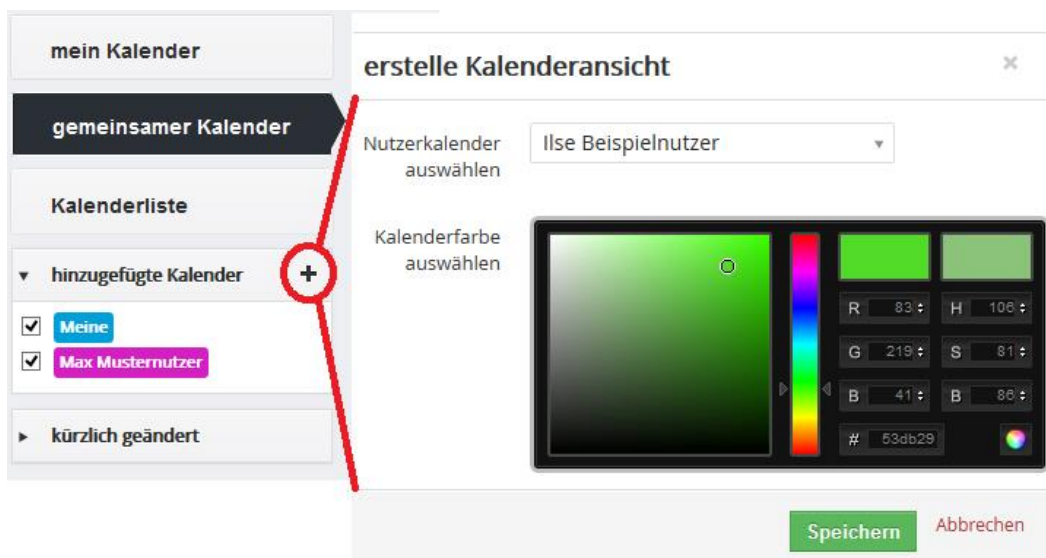 mein Kalender
gemeinsamer Kalender
Kalenderliste
hinzugefügte Kalender +
Meine
Max Musternutzer
kürzlich geändert
erstelle Kalenderansicht ×
Nutzerkalender
auswählen
Ilse Beispielnutzer
Kalenderfarbe
auswählen
R 83 H 106
G 219 S 81
B 41 B 86
# 53db29
Speichern Abbrechen